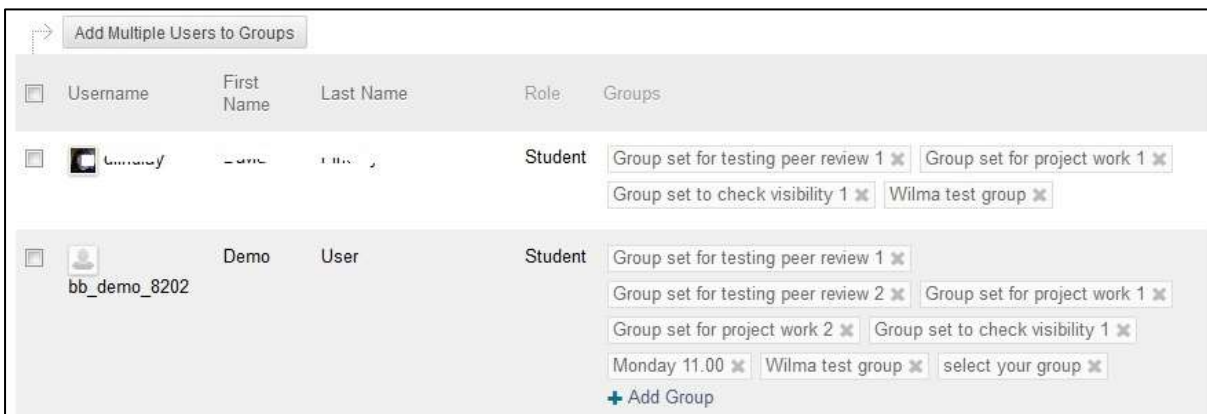 Add Multiple Users to Groups
Username First Name Last Name Role Groups
Student Group set for testing peer review 1 Group set for project work 1
Group set to check visibility 1 Wilma test group
Demo User Student Group set for testing peer review 1
bb_demo_8202 Group set for testing peer review 2 Group set for project work 1
Group set for project work 2 Group set to check visibility 1
Monday 11.00 Wilma test group select your group
Add Group